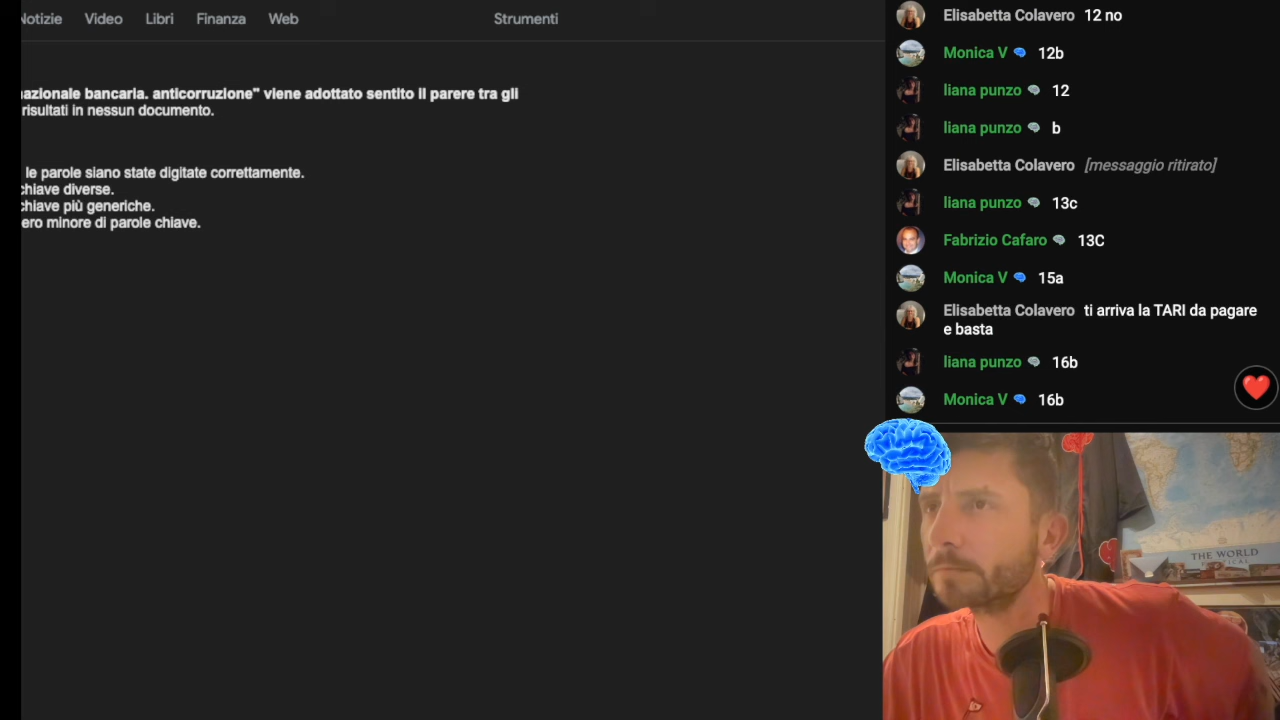 Notizie Video Libri Finanza Web Strumenti
nazionale bancaria. anticorruzione" viene adottato sentito il parere tra gli
risultati in nessun documento.
le parole siano state digitate correttamente.
chiave diverse.
chiave più generiche.
ero minore di parole chiave.
Elisabetta Colavero 12 no
Monica V 12b
liana punzo 12
liana punzo b
Elisabetta Colavero [messaggio ritirato]
liana punzo 13c
Fabrizio Cafaro 13C
Monica V 15a
Elisabetta Colavero ti arriva la TARI da pagare
e basta
liana punzo 16b
Monica V 16b
THE WORLD